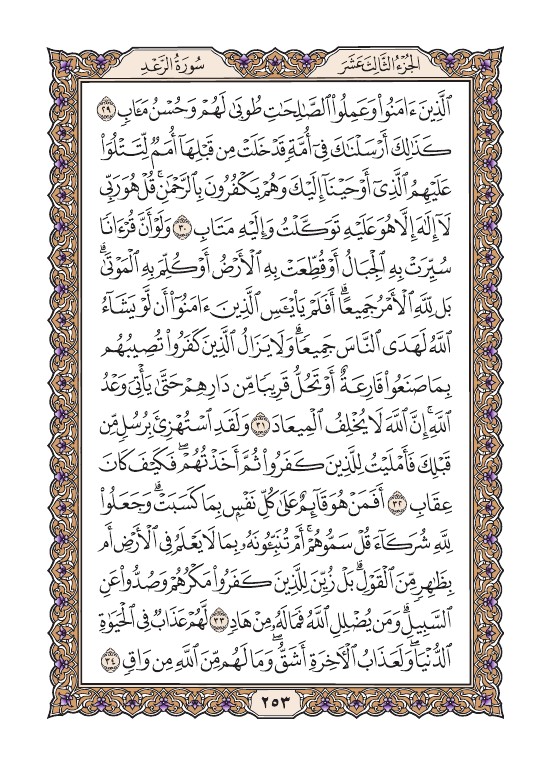 الجُزْءُ الثَّالِثَ عَشَرَ
سُورَةُ الرَّعْدِ
ٱلَّذِينَ ءَامَنُوا۟ وَعَمِلُوا۟ ٱلصَّـٰلِحَـٰتِ طُوبَىٰ لَهُمْ وَحُسْنُ مَـَٔابٍ ٢٩
كَذَٰلِكَ أَرْسَلْنَـٰكَ فِىٓ أُمَّةٍ قَدْ خَلَتْ مِن قَبْلِهَآ أُمَمٌ لِّتَتْلُوَا۟
عَلَيْهِمُ ٱلَّذِىٓ أَوْحَيْنَآ إِلَيْكَ وَهُمْ يَكْفُرُونَ بِٱلرَّحْمَـٰنِ ۚ قُلْ هُوَ رَبِّى
لَآ إِلَـٰهَ إِلَّا هُوَ عَلَيْهِ تَوَكَّلْتُ وَإِلَيْهِ مَتَابِ ٣٠ وَلَوْ أَنَّ قُرْءَانًا
سُيِّرَتْ بِهِ ٱلْجِبَالُ أَوْ قُطِّعَتْ بِهِ ٱلْأَرْضُ أَوْ كُلِّمَ بِهِ ٱلْمَوْتَىٰ ۗ
بَل لِّلَّهِ ٱلْأَمْرُ جَمِيعًا ۗ أَفَلَمْ يَا۟يْـَٔسِ ٱلَّذِينَ ءَامَنُوٓا۟ أَن لَّوْ يَشَآءُ
ٱللَّهُ لَهَدَى ٱلنَّاسَ جَمِيعًا ۗ وَلَا يَزَالُ ٱلَّذِينَ كَفَرُوا۟ تُصِيبُهُم
بِمَا صَنَعُوا۟ قَارِعَةٌ أَوْ تَحُلُّ قَرِيبًا مِّن دَارِهِمْ حَتَّىٰ يَأْتِىَ وَعْدُ
ٱللَّهِ ۚ إِنَّ ٱللَّهَ لَا يُخْلِفُ ٱلْمِيعَادَ ٣١ وَلَقَدِ ٱسْتُهْزِئَ بِرُسُلٍ مِّن
قَبْلِكَ فَأَمْلَيْتُ لِلَّذِينَ كَفَرُوا۟ ثُمَّ أَخَذْتُهُمْ ۖ فَكَيْفَ كَانَ
عِقَابِ ٣٢ أَفَمَنْ هُوَ قَآئِمٌ عَلَىٰ كُلِّ نَفْسٍۭ بِمَا كَسَبَتْ ۗ وَجَعَلُوا۟
لِلَّهِ شُرَكَآءَ قُلْ سَمُّوهُمْ ۚ أَمْ تُنَبِّـُٔونَهُۥ بِمَا لَا يَعْلَمُ فِى ٱلْأَرْضِ أَم
بِظَـٰهِرٍ مِّنَ ٱلْقَوْلِ ۗ بَلْ زُيِّنَ لِلَّذِينَ كَفَرُوا۟ مَكْرُهُمْ وَصُدُّوا۟ عَنِ
ٱلسَّبِيلِ ۗ وَمَن يُضْلِلِ ٱللَّهُ فَمَا لَهُۥ مِنْ هَادٍ ٣٣ لَّهُمْ عَذَابٌ فِى ٱلْحَيَوٰةِ
ٱلدُّنْيَا ۖ وَلَعَذَابُ ٱلْـَٔاخِرَةِ أَشَقُّ ۖ وَمَا لَهُم مِّنَ ٱللَّهِ مِن وَاقٍ ٣٤
٢٥٣